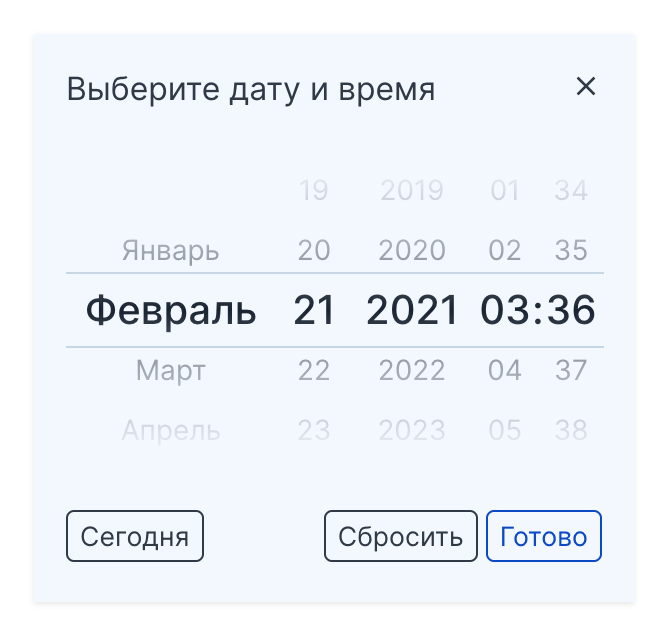 Выберите дату и время
19 2019 01 34
Январь 20 2020 02 35
Февраль 21 2021 03:36
Март 22 2022 04 37
Апрель 23 2023 05 38
Сегодня Сбросить Готово